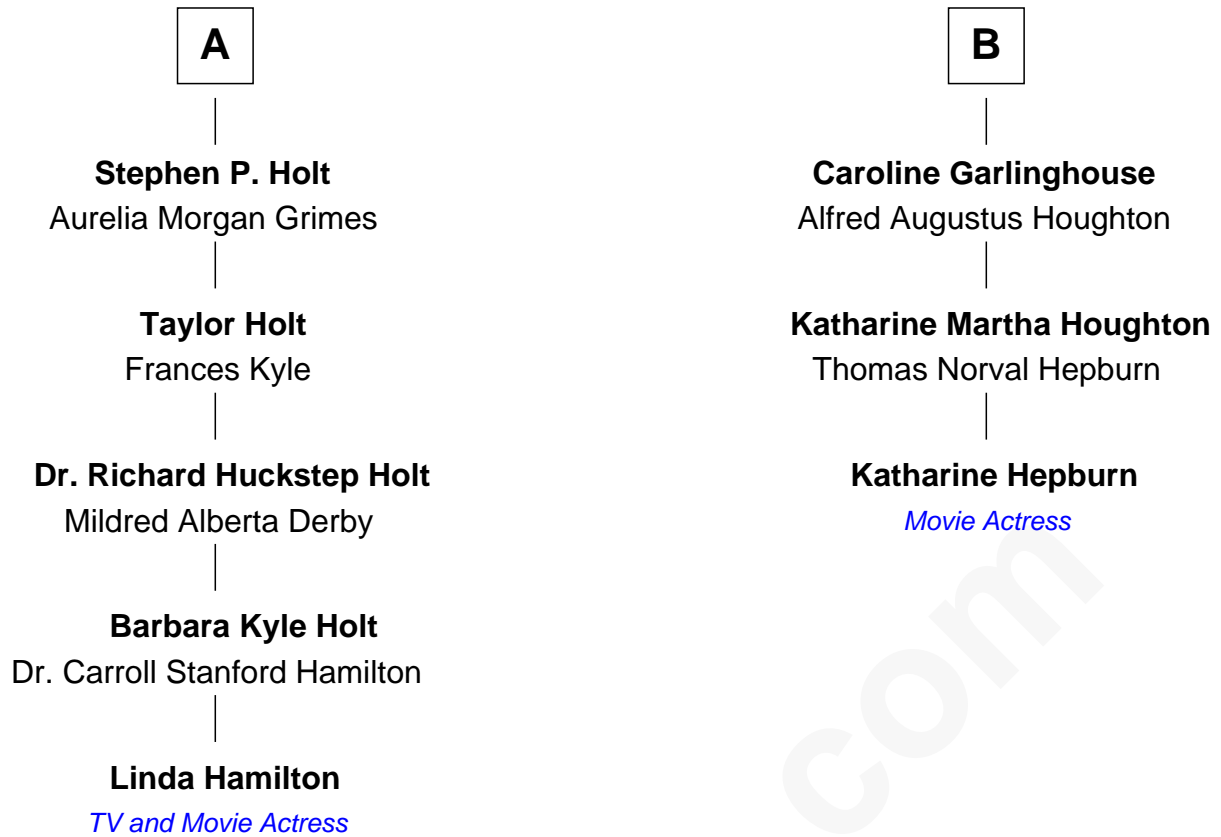 A
Stephen P. Holt
Aurelia Morgan Grimes
Taylor Holt
Frances Kyle
Dr. Richard Huckstep Holt
Mildred Alberta Derby
Barbara Kyle Holt
Dr. Carroll Stanford Hamilton
Linda Hamilton
TV and Movie Actress
B
Caroline Garlinghouse
Alfred Augustus Houghton
Katharine Martha Houghton
Thomas Norval Hepburn
Katharine Hepburn
Movie Actress
com